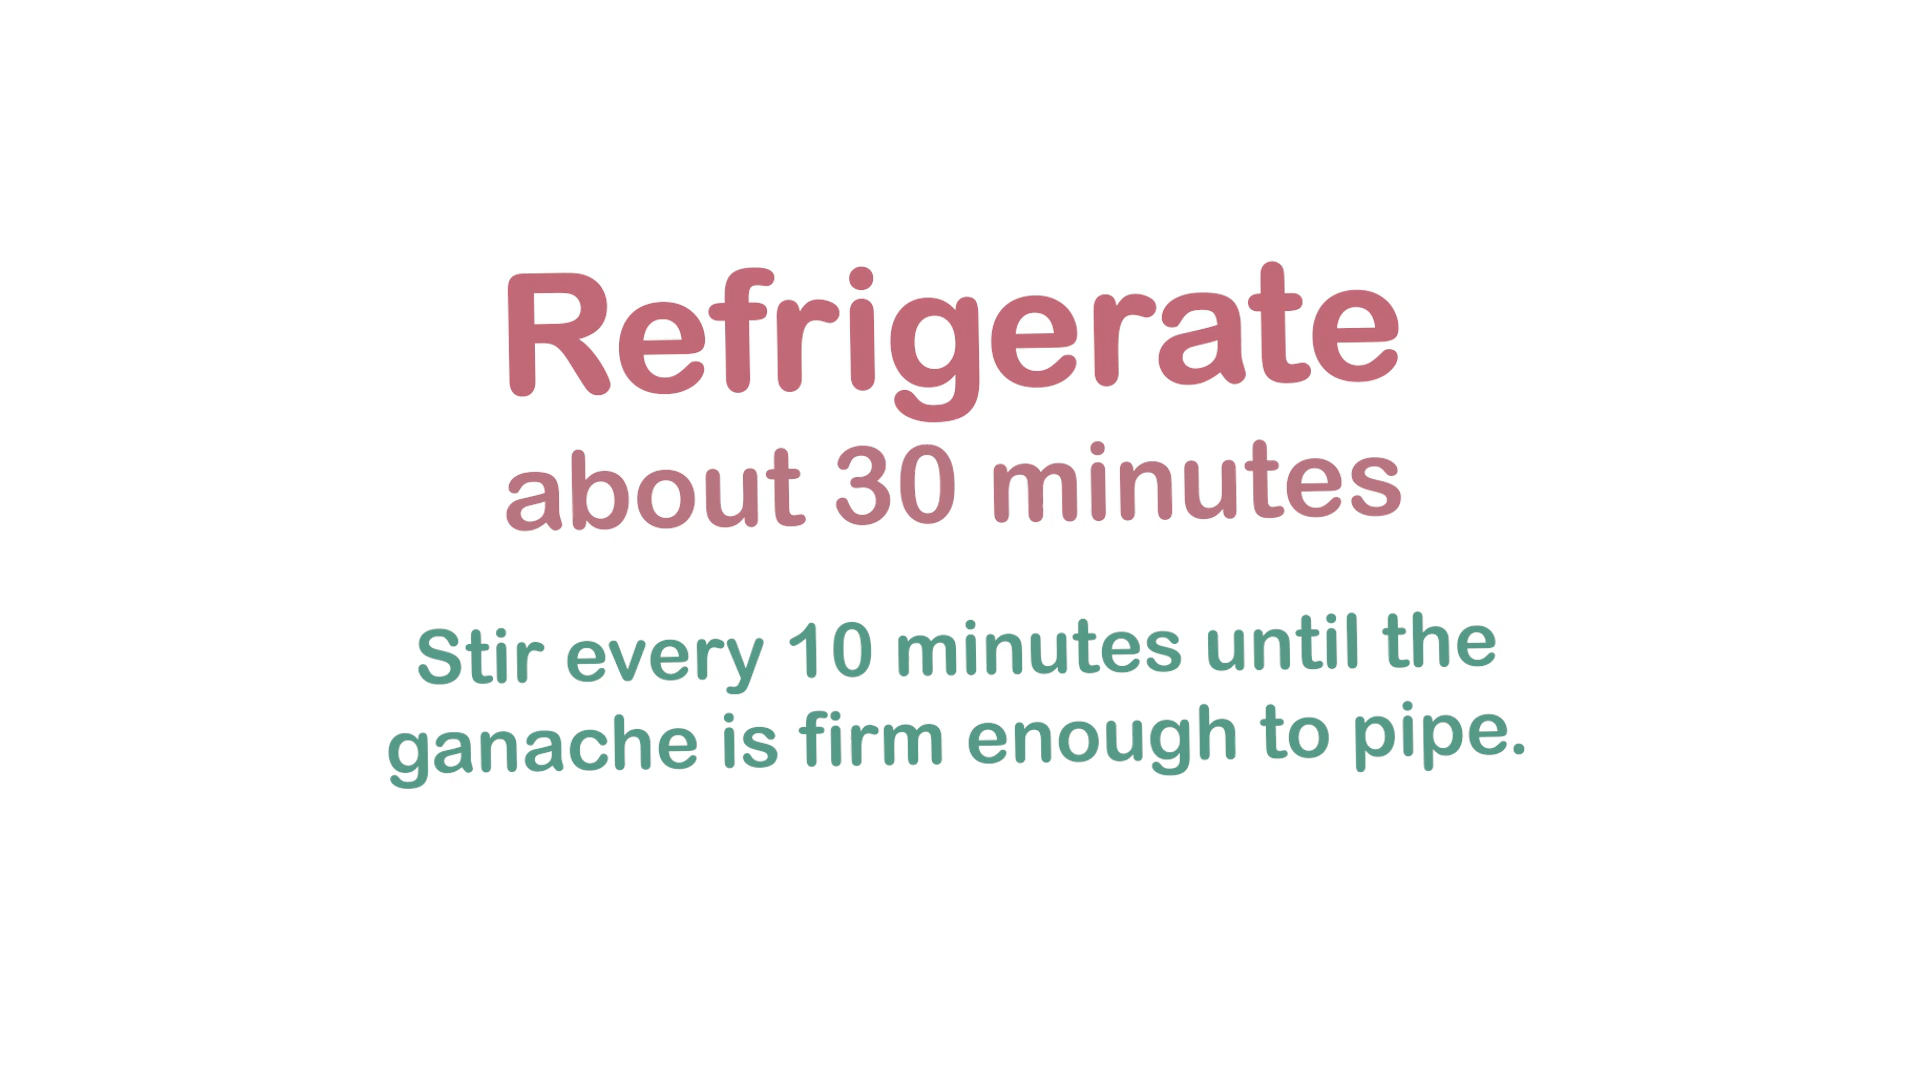 Refrigerate
about 30 minutes
Stir every 10 minutes until the
ganache is firm enough to pipe.